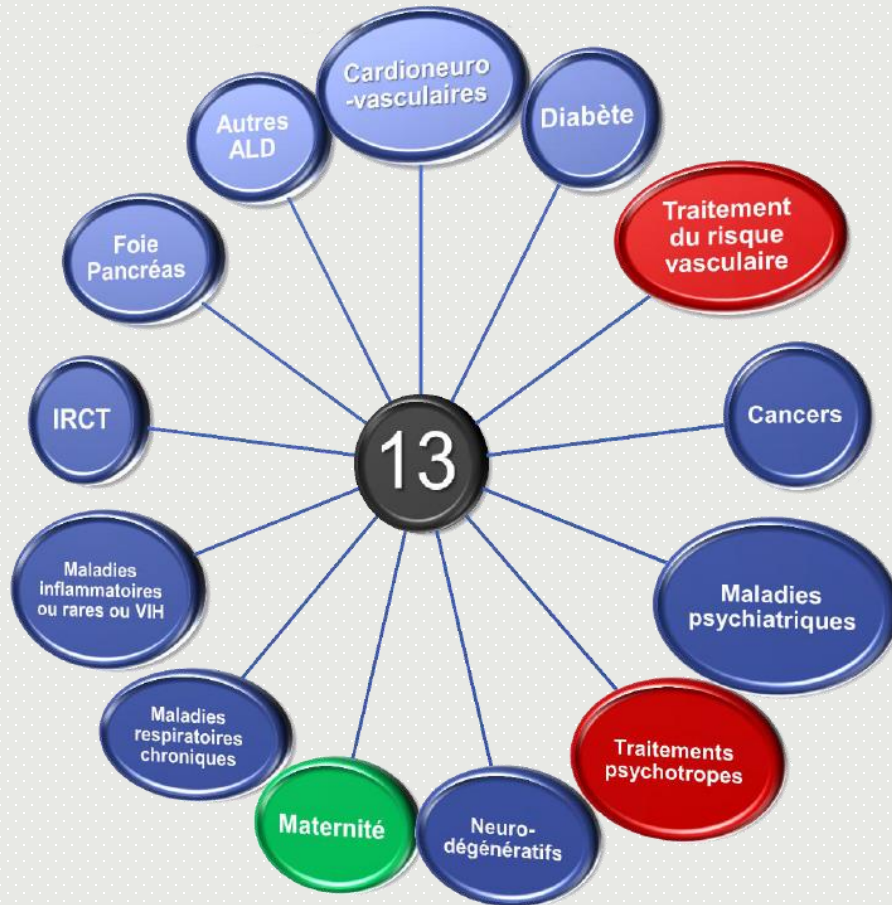 Cardioneuro
-vasculaires
Diabète
Traitement
du risque
vasculaire
Cancers
Maladies
psychiatriques
Traitements
psychotropes
Neuro-
dégénératifs
Maternité
Maladies
respiratoires
chroniques
Maladies
inflammatoires
ou rares ou VIH
IRCT
Foie
Pancréas
Autres
ALD
13